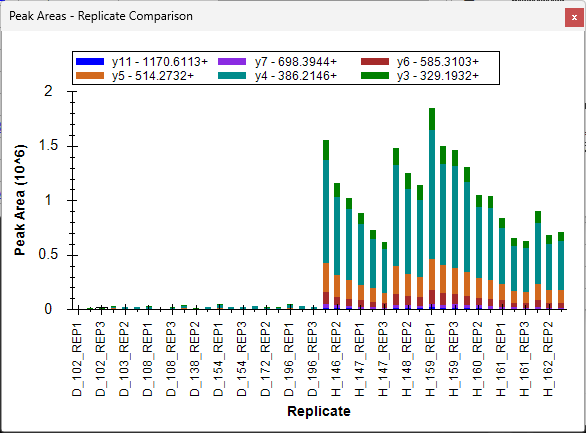 Peak Areas - Replicate Comparison
x
y11 - 1170.6113+ y7 - 698.3944+ y6 - 585.3103+
y5 - 514.2732+ y4 - 386.2146+ y3 - 329.1932+
2
1.5
1
0.5
0
Peak Area (10^6)
D_102_REP1
D_102_REP3
D_103_REP2
D_108_REP1
D_108_REP3
D_138_REP2
D_154_REP1
D_154_REP3
D_172_REP2
D_196_REP1
D_196_REP3
H_146_REP2
H_147_REP1
H_147_REP3
H_148_REP2
H_159_REP1
H_159_REP3
H_160_REP2
H_161_REP1
H_161_REP3
H_162_REP2
Replicate